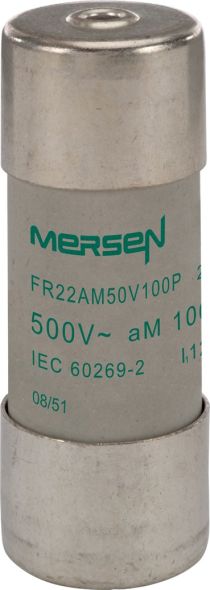 MERSEN
FR22AM50V100P
500V~ aM
IEC 60269-2
08/51